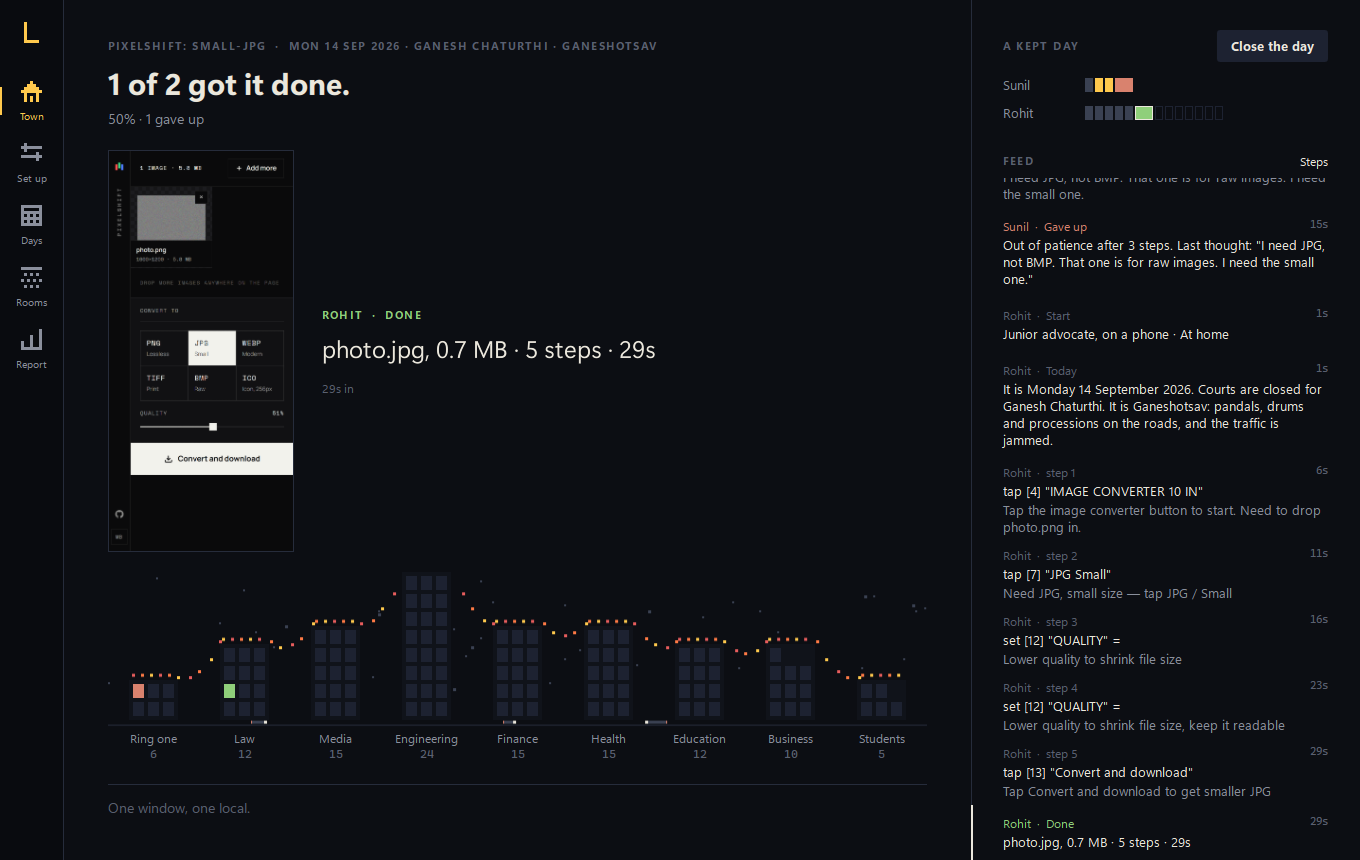 L
Town
Set up
Days
Rooms
Report
PIXELSHIFT: SMALL-JPG · MON 14 SEP 2026 · GANESH CHATURTHI · GANESHOTSAV
1 of 2 got it done.
50% · 1 gave up
1 IMAGE · 5.8 MB
+ Add more
PIXELSHIFT
photo.png
DROP MORE IMAGES ANYWHERE ON THE PAGE
CONVERT TO
PNG
Lossless
JPG
Small
WEBP
Modern
TIFF
Print
BMP
Raw
ICO
Icon, 256px
QUALITY
Convert and download
ROHIT · DONE
photo.jpg, 0.7 MB · 5 steps · 29s
29s in
Ring one
6
Law
12
Media
15
Engineering
24
Finance
15
Health
15
Education
12
Business
10
Students
5
One window, one local.
A KEPT DAY
Close the day
Sunil
Rohit
FEED
Steps
I need JPG, not BMP. That one is for raw images. I need
the small one.
Sunil · Gave up
15s
Out of patience after 3 steps. Last thought: "I need JPG,
not BMP. That one is for raw images. I need the small
one."
Rohit · Start
1s
Junior advocate, on a phone · At home
Rohit · Today
1s
It is Monday 14 September 2026. Courts are closed for
Ganesh Chaturthi. It is Ganeshotsav: pandals, drums
and processions on the roads, and the traffic is
jammed.
Rohit · step 1
6s
tap [4] "IMAGE CONVERTER 10 IN"
Tap the image converter button to start. Need to drop
photo.png in.
Rohit · step 2
11s
tap [7] "JPG Small"
Need JPG, small size — tap JPG / Small
Rohit · step 3
16s
set [12] "QUALITY" =
Lower quality to shrink file size
Rohit · step 4
23s
set [12] "QUALITY" =
Lower quality to shrink file size, keep it readable
Rohit · step 5
29s
tap [13] "Convert and download"
Tap Convert and download to get smaller JPG
Rohit · Done
29s
photo.jpg, 0.7 MB · 5 steps · 29s